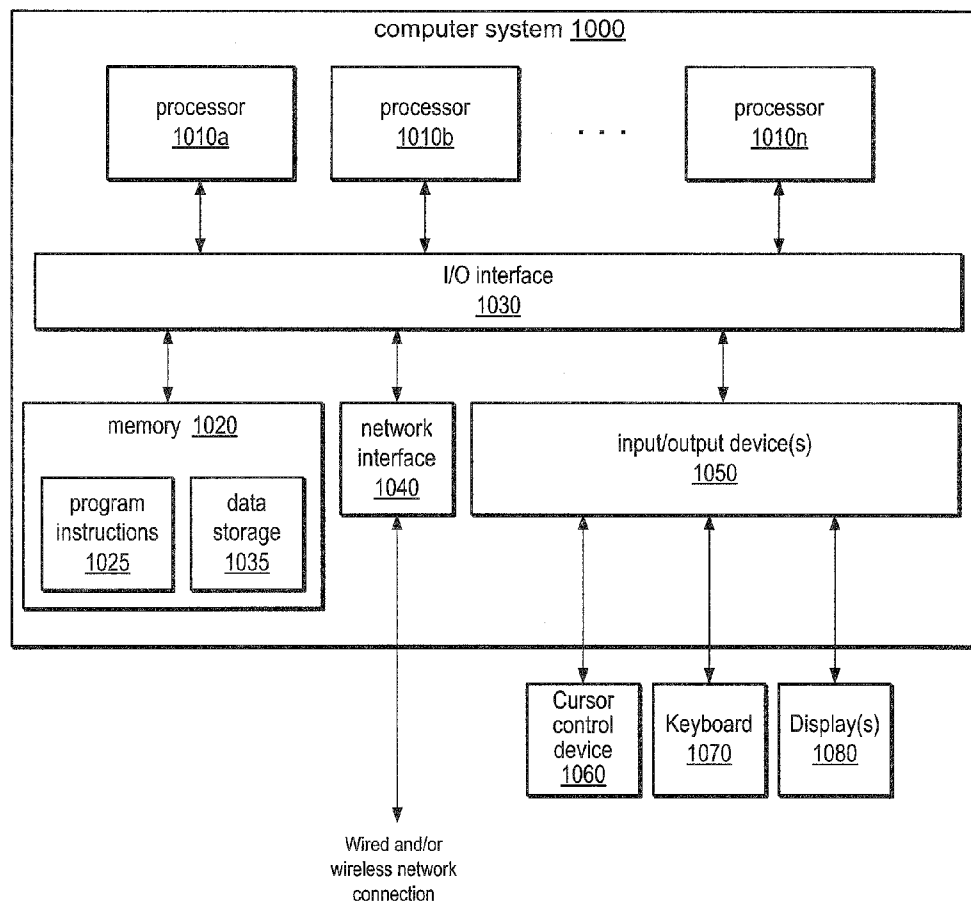 computer system 1000
processor
1010a
processor
1010b
. . .
processor
1010n
I/O interface
1030
memory 1020
program
instructions
1025
data
storage
1035
network
interface
1040
input/output device(s)
1050
Cursor
control
device
1060
Keyboard
1070
Display(s)
1080
Wired and/or
wireless network
connection